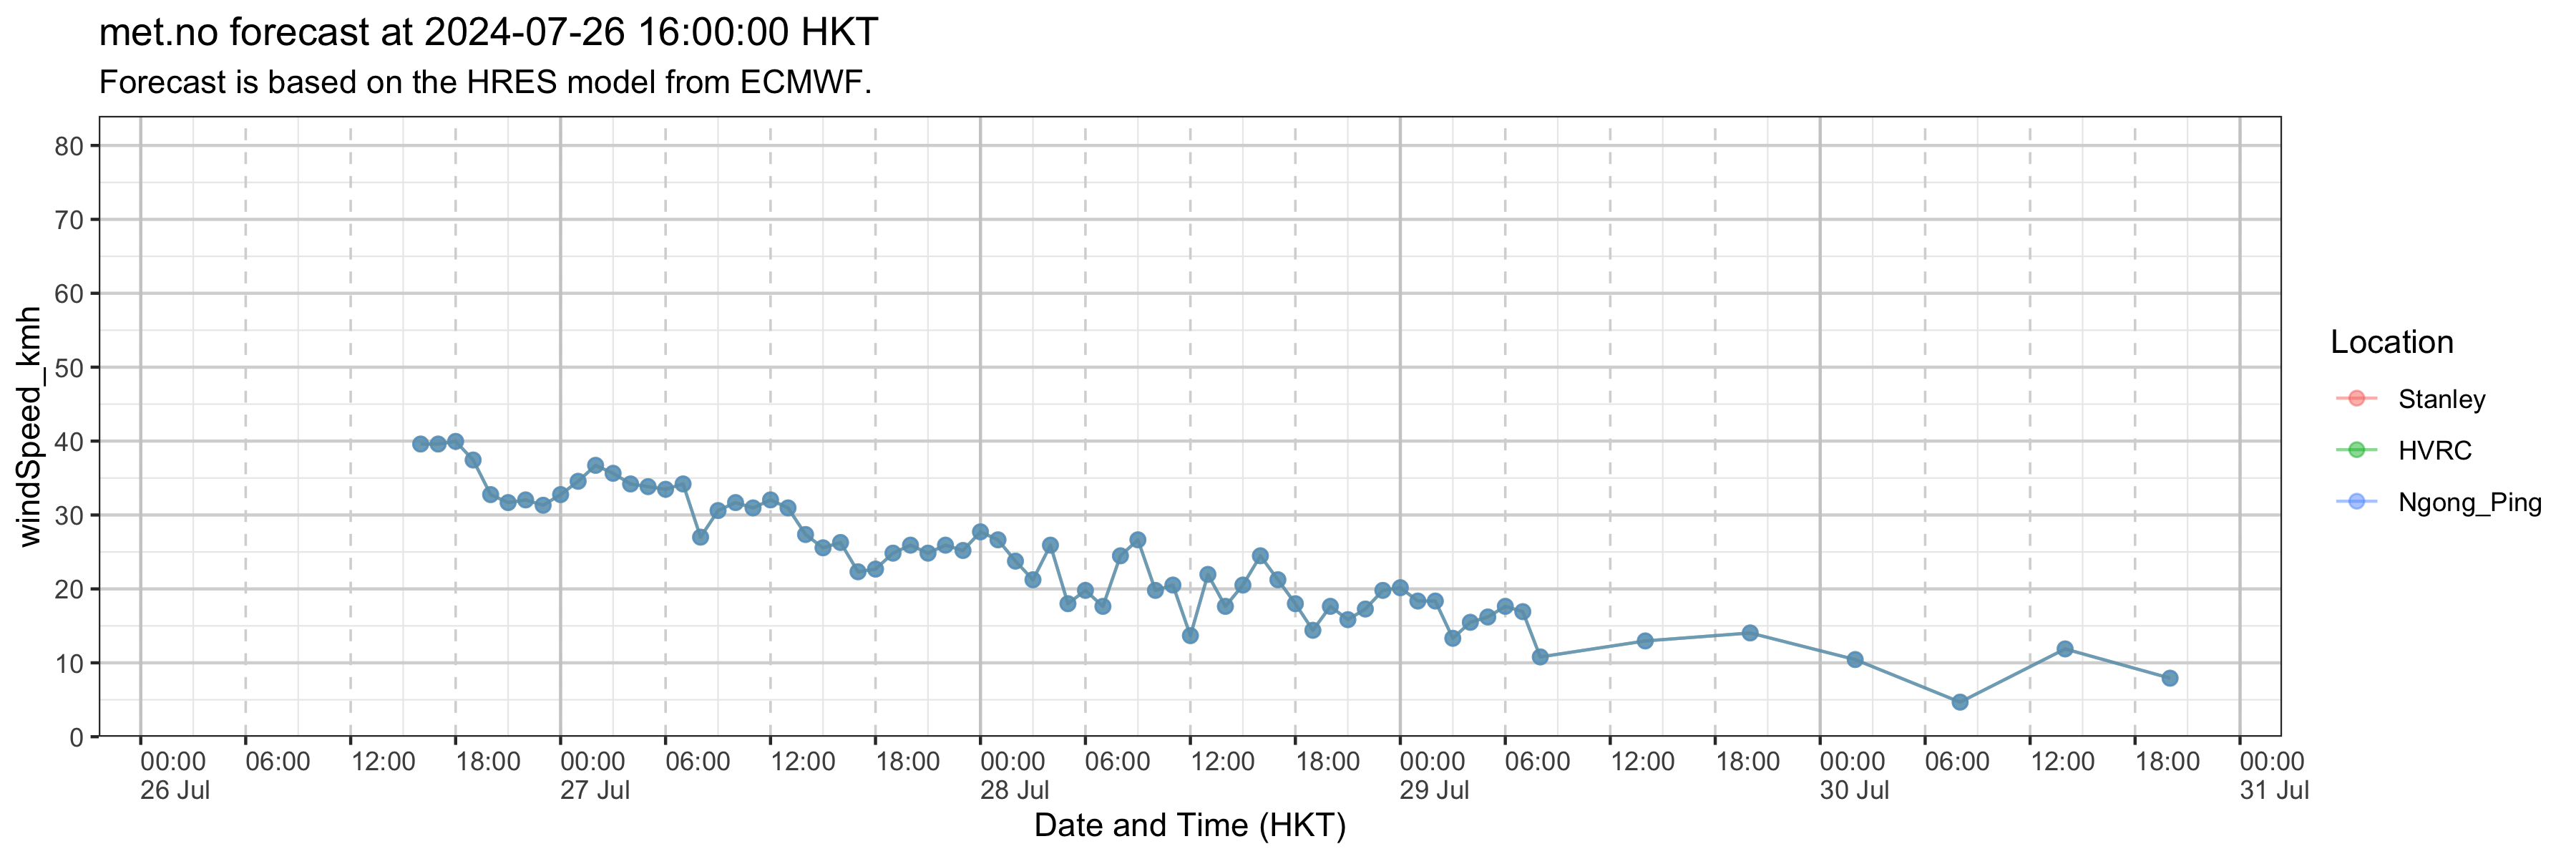 met.no forecast at 2024-07-26 16:00:00 HKT
Forecast is based on the HRES model from ECMWF.
windSpeed_kmh
80
70
60
50
40
30
20
10
0
00:00 06:00 12:00 18:00 00:00 06:00 12:00 18:00 00:00 06:00 12:00 18:00 00:00 06:00 12:00 18:00 00:00 06:00 12:00 18:00 00:00
26 Jul 27 Jul 28 Jul 29 Jul 30 Jul 31 Jul
Date and Time (HKT)
Location
Stanley
HVRC
Ngong_Ping